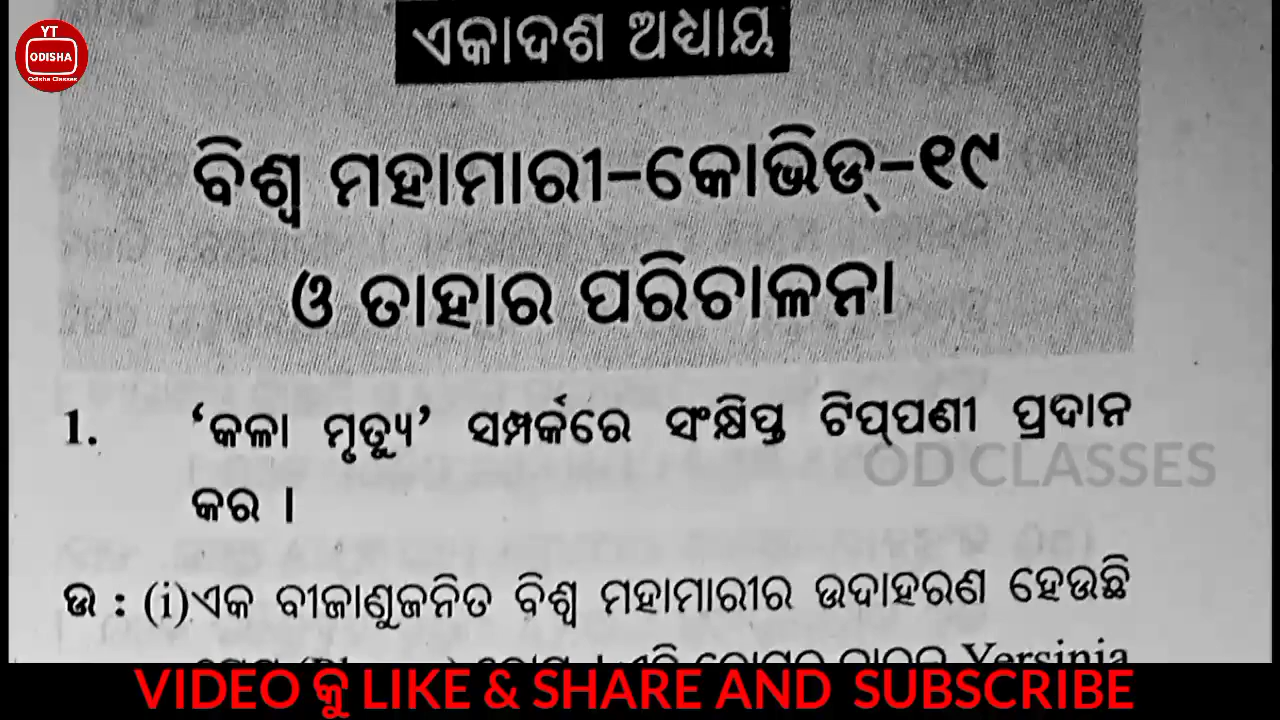 YT
ODISHA
Odisha Classes
ଏକାଦଶ ଅଧ୍ୟାୟ
ବିଶ୍ୱ ମହାମାରୀ–କୋଭିଡ୍–୧୯
ଓ ତାହାର ପରିଚାଳନା
1. ‘କଳା ମୃତ୍ୟୁ’ ସମ୍ପର୍କରେ ସଂକ୍ଷିପ୍ତ ଟିପ୍ପଣୀ ପ୍ରଦାନ
OD CLASSES
କର ।
ଉ : (i) ଏକ ବୀଜାଣୁଜନିତ ବିଶ୍ୱ ମହାମାରୀର ଉଦାହରଣ ହେଉଛି
Yersinia
VIDEO କୁ LIKE & SHARE AND SUBSCRIBE